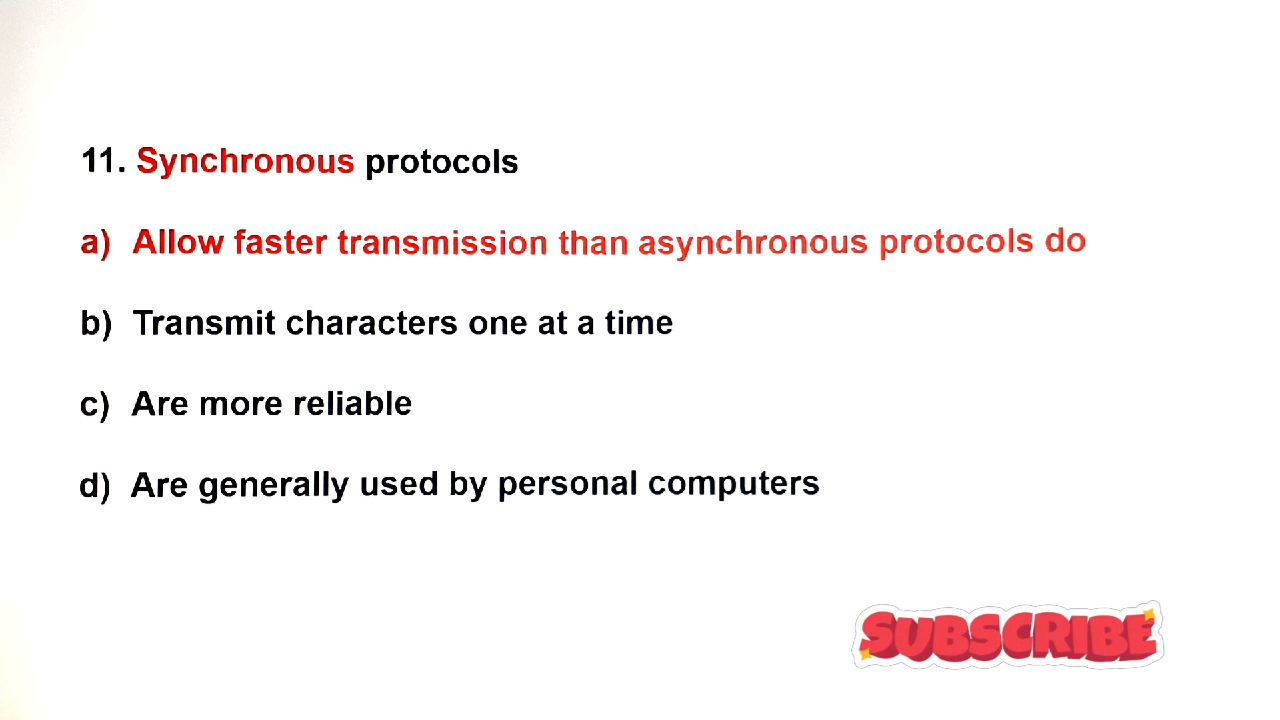 11. Synchronous protocols
a) Allow faster transmission than asynchronous protocols do
b) Transmit characters one at a time
c) Are more reliable
d) Are generally used by personal computers
SUBSCRIBE